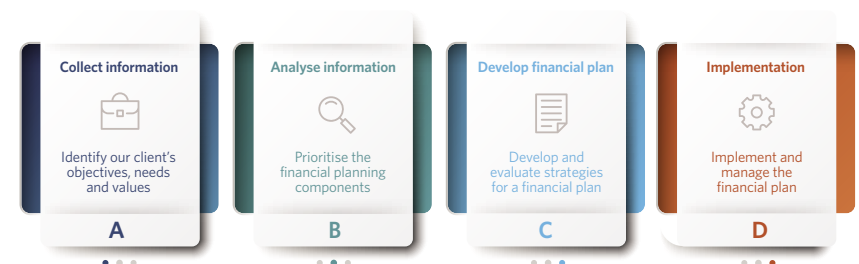 Collect information
Identify our client's
objectives, needs
and values
A
Analyse information
Prioritise the
financial planning
components
B
Develop financial plan
Develop and
evaluate strategies
for a financial plan
C
Implementation
Implement and
manage the
financial plan
D